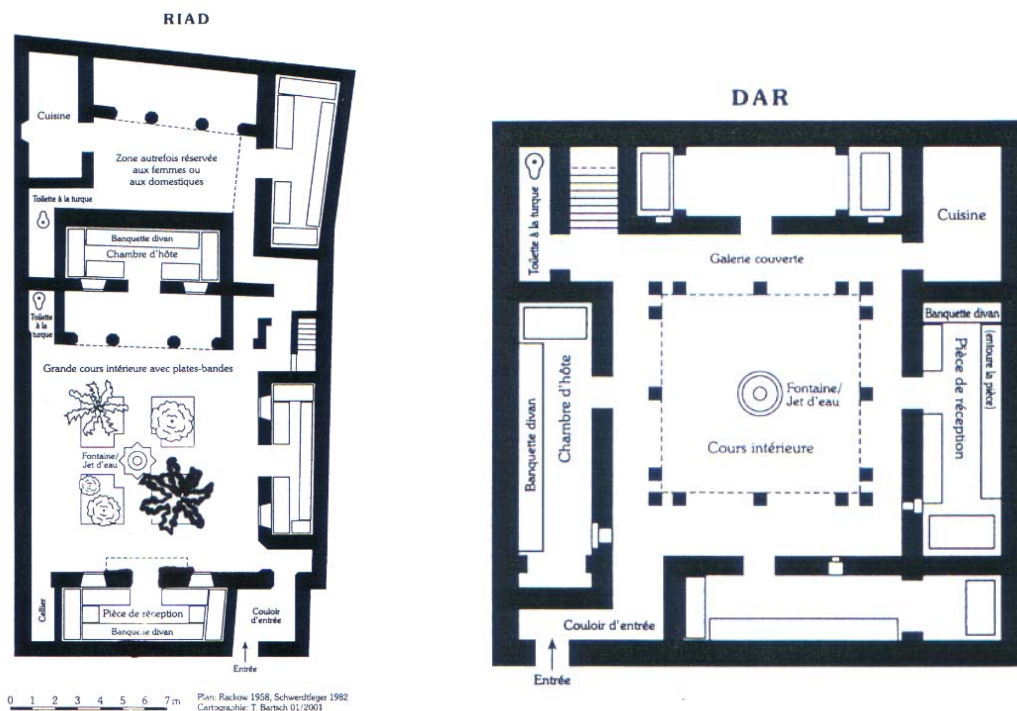 RIAD
Cuisine
Zone autrefois réservée
aux femmes ou
aux domestiques
Toilette à la turque
Banquette divan
Chambre d'hôte
Toilette
à la
turque
Grande cours intérieure avec plates-bandes
Fontaine/
Jet d'eau
Cellier
Pièce de réception
Banquette divan
Couloir
d'entrée
Entrée
0 1 2 3 4 5 6 7 m
Plan: Rackow 1958, Schwerdtleger 1982
Cartographie: T. Bartsch 01/2001
DAR
Toilette à la turque
Cuisine
Galerie couverte
Banquette divan
(entoure la pièce)
Pièce de réception
Banquette divan
Chambre d'hôte
Fontaine/
Jet d'eau
Cours intérieure
Couloir d'entrée
Entrée